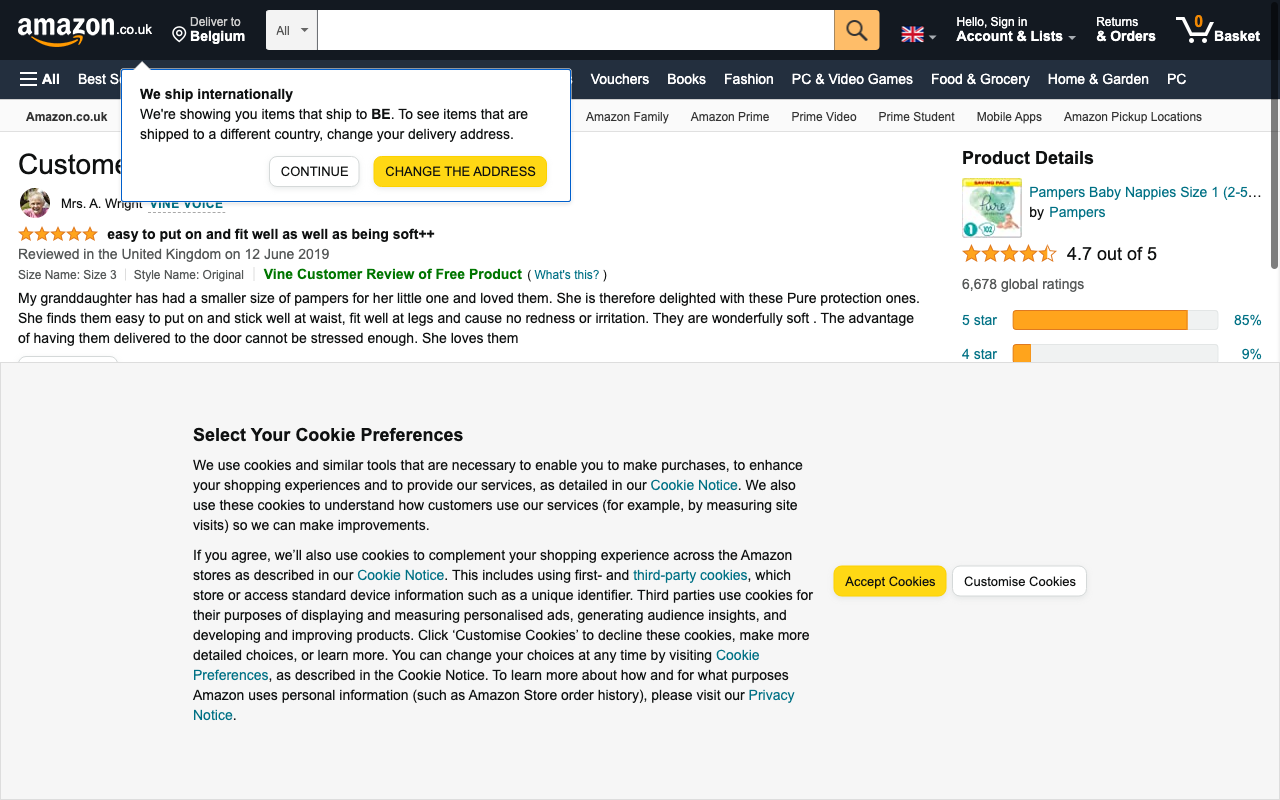 amazon.co.uk
Deliver to
Belgium
All
Hello, Sign in
Account & Lists
Returns
& Orders
0
Basket
All
Vouchers
Books
Fashion
PC & Video Games
Food & Grocery
Home & Garden
PC
We ship internationally
We're showing you items that ship to BE. To see items that are
shipped to a different country, change your delivery address.
CONTINUE
CHANGE THE ADDRESS
Amazon.co.uk
Amazon Family
Amazon Prime
Prime Video
Prime Student
Mobile Apps
Amazon Pickup Locations
Mrs. A. Wright
VINE VOICE
easy to put on and fit well as well as being soft++
Reviewed in the United Kingdom on 12 June 2019
Size Name: Size 3
Style Name: Original
Vine Customer Review of Free Product
( What's this? )
My granddaughter has had a smaller size of pampers for her little one and loved them. She is therefore delighted with these Pure protection ones.
She finds them easy to put on and stick well at waist, fit well at legs and cause no redness or irritation. They are wonderfully soft . The advantage
of having them delivered to the door cannot be stressed enough. She loves them
Product Details
SAVING PACK
Pure
1
102
Pampers Baby Nappies Size 1 (2-5…
by Pampers
4.7 out of 5
6,678 global ratings
5 star
85%
4 star
9%
Select Your Cookie Preferences
We use cookies and similar tools that are necessary to enable you to make purchases, to enhance
your shopping experiences and to provide our services, as detailed in our Cookie Notice. We also
use these cookies to understand how customers use our services (for example, by measuring site
visits) so we can make improvements.
If you agree, we’ll also use cookies to complement your shopping experience across the Amazon
stores as described in our Cookie Notice. This includes using first- and third-party cookies, which
store or access standard device information such as a unique identifier. Third parties use cookies for
their purposes of displaying and measuring personalised ads, generating audience insights, and
developing and improving products. Click ‘Customise Cookies’ to decline these cookies, make more
detailed choices, or learn more. You can change your choices at any time by visiting Cookie
Preferences, as described in the Cookie Notice. To learn more about how and for what purposes
Amazon uses personal information (such as Amazon Store order history), please visit our Privacy
Notice.
Accept Cookies
Customise Cookies